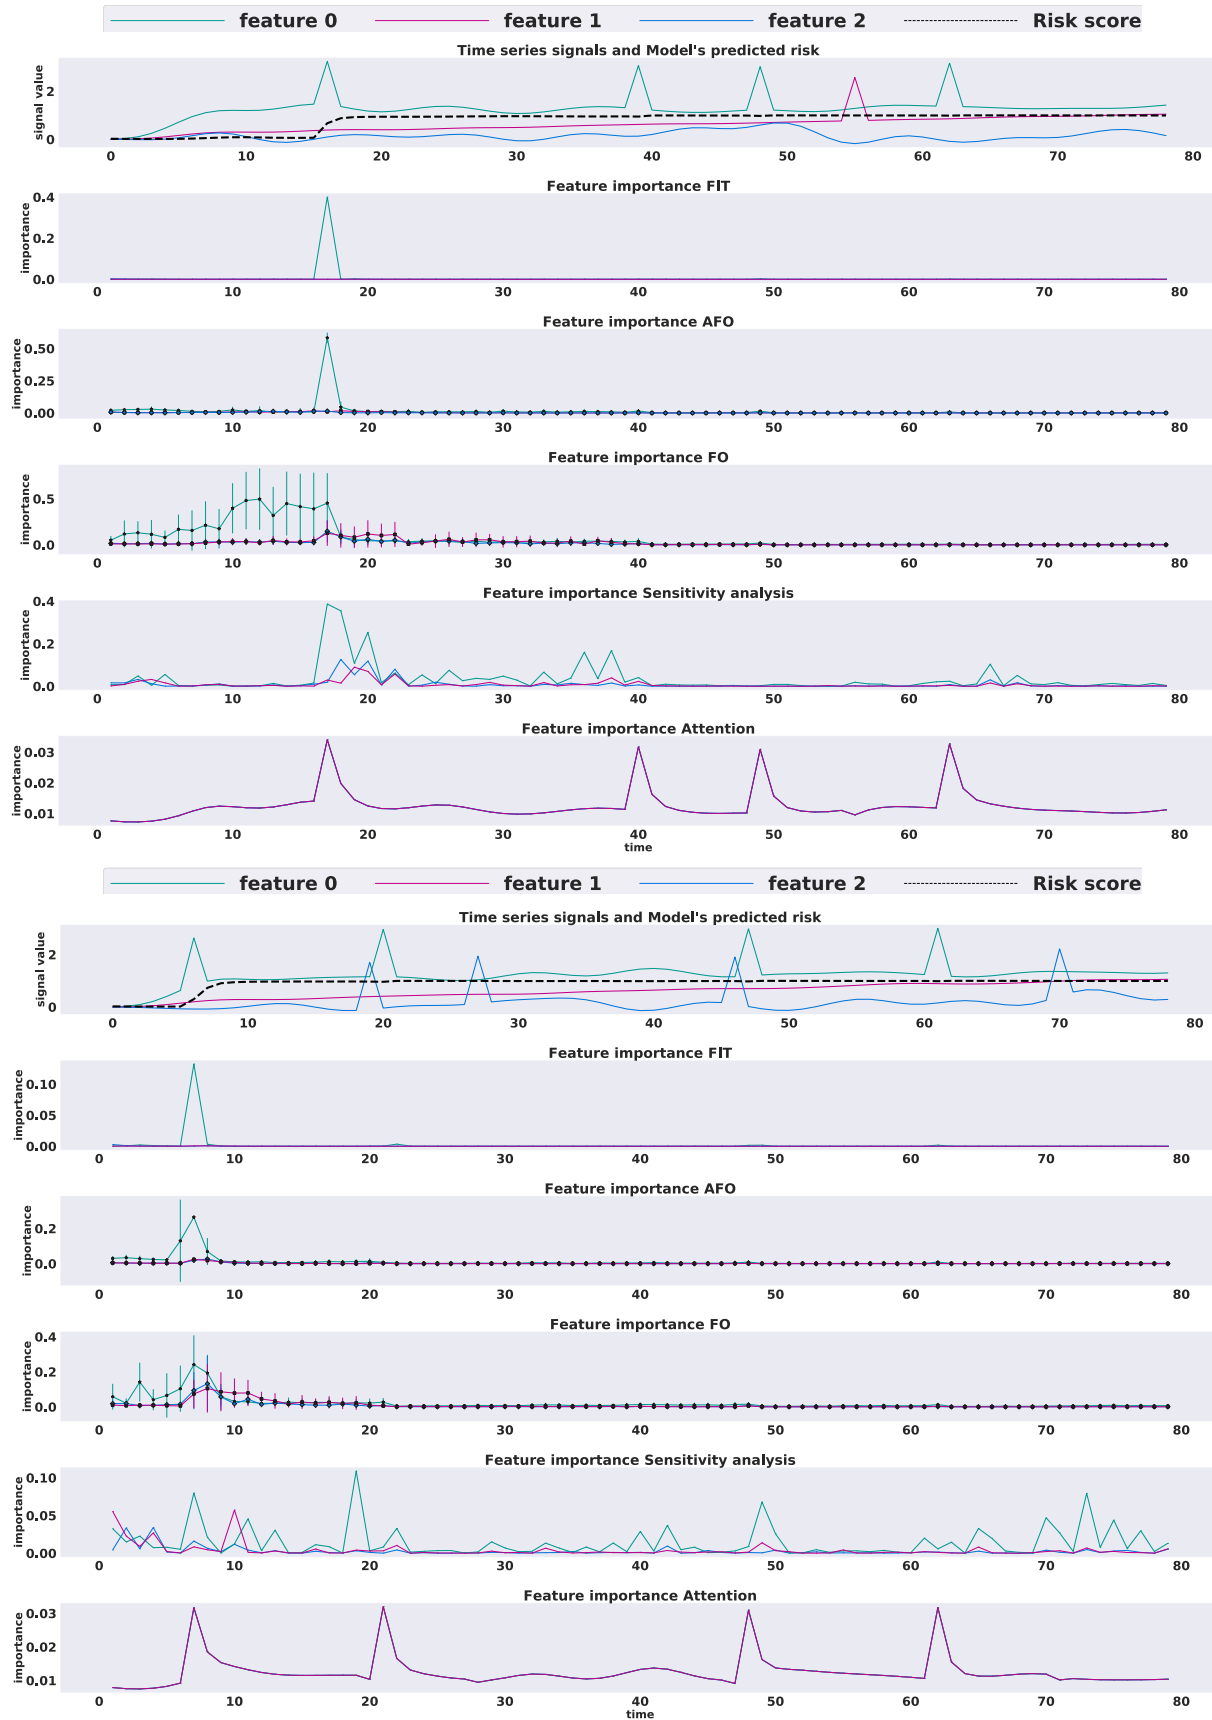 feature 0 feature 1 feature 2 Risk score
Time series signals and Model's predicted risk
signal value
2
1
0
0 10 20 30 40 50 60 70 80
Feature importance FIT
importance
0.4
0.2
0.0
0 10 20 30 40 50 60 70 80
Feature importance AFO
importance
0.50
0.25
0.00
0 10 20 30 40 50 60 70 80
Feature importance FO
importance
0.5
0.0
0 10 20 30 40 50 60 70 80
Feature importance Sensitivity analysis
importance
0.4
0.2
0.0
0 10 20 30 40 50 60 70 80
Feature importance Attention
importance
0.03
0.02
0.01
0 10 20 30 40 50 60 70 80
time
feature 0 feature 1 feature 2 Risk score
Time series signals and Model's predicted risk
signal value
2
0
0 10 20 30 40 50 60 70 80
Feature importance FIT
importance
0.10
0.05
0.00
0 10 20 30 40 50 60 70 80
Feature importance AFO
importance
0.2
0.0
0 10 20 30 40 50 60 70 80
Feature importance FO
importance
0.4
0.2
0.0
0 10 20 30 40 50 60 70 80
Feature importance Sensitivity analysis
importance
0.10
0.05
0.00
0 10 20 30 40 50 60 70 80
Feature importance Attention
importance
0.03
0.02
0.01
0 10 20 30 40 50 60 70 80
time